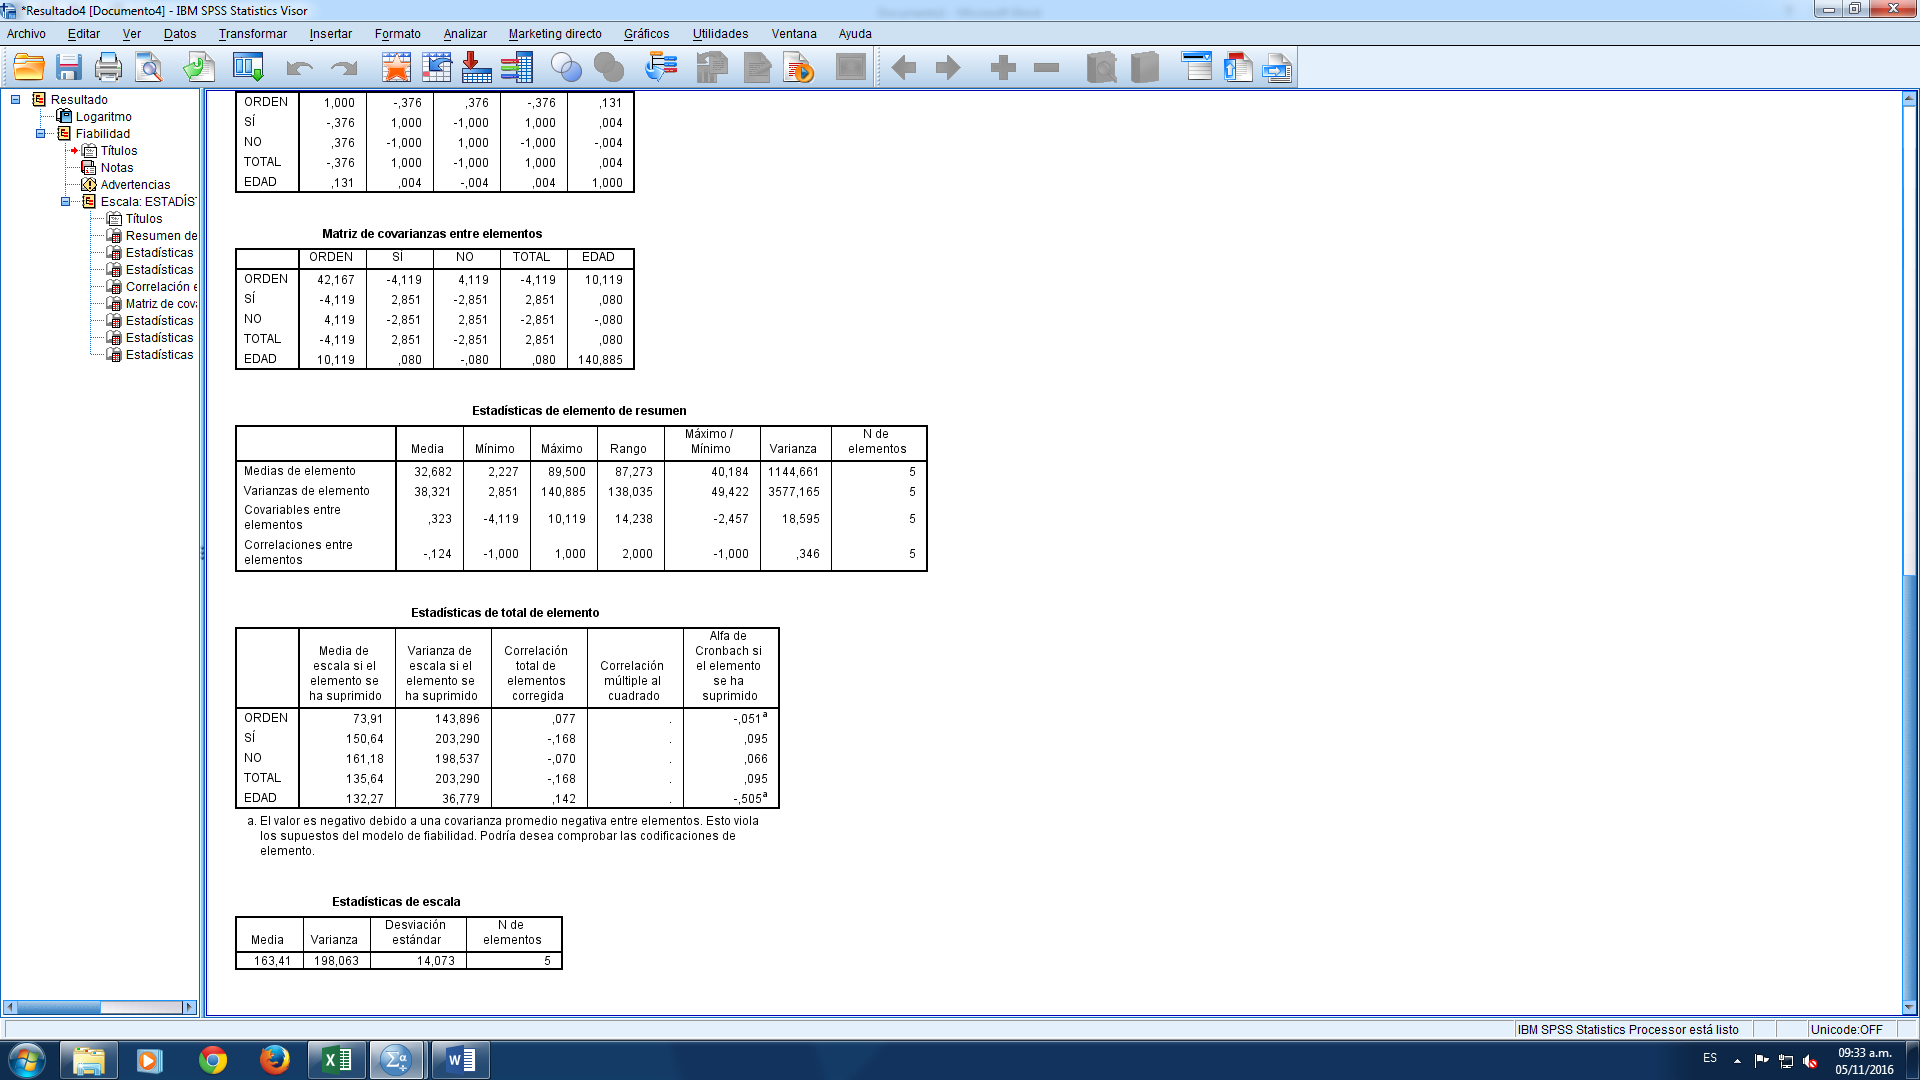 *Resultado4 [Documento4] - IBM SPSS Statistics Visor
Archivo Editar Ver Datos Transformar Insertar Formato Analizar Marketing directo Gráficos Utilidades Ventana Ayuda
Resultado
Logaritmo
Fiabilidad
Títulos
Notas
Advertencias
Escala: ESTADÍS
Títulos
Resumen de
Estadísticas
Estadísticas
Correlación e
Matriz de cov
Estadísticas
Estadísticas
Estadísticas
ORDEN 1,000 -,376 ,376 -,376 ,131
SÍ -,376 1,000 -1,000 1,000 ,004
NO ,376 -1,000 1,000 -1,000 -,004
TOTAL -,376 1,000 -1,000 1,000 ,004
EDAD ,131 ,004 -,004 ,004 1,000
Matriz de covarianzas entre elementos
ORDEN SÍ NO TOTAL EDAD
ORDEN 42,167 -4,119 4,119 -4,119 10,119
SÍ -4,119 2,851 -2,851 2,851 ,080
NO 4,119 -2,851 2,851 -2,851 -,080
TOTAL -4,119 2,851 -2,851 2,851 ,080
EDAD 10,119 ,080 -,080 ,080 140,885
Estadísticas de elemento de resumen
Media Mínimo Máximo Rango Máximo / Mínimo Varianza N de elementos
Medias de elemento 32,682 2,227 89,500 87,273 40,184 1144,661 5
Varianzas de elemento 38,321 2,851 140,885 138,035 49,422 3577,165 5
Covariables entre elementos ,323 -4,119 10,119 14,238 -2,457 18,595 5
Correlaciones entre elementos -,124 -1,000 1,000 2,000 -1,000 ,346 5
Estadísticas de total de elemento
Media de escala si el elemento se ha suprimido Varianza de escala si el elemento se ha suprimido Correlación total de elementos corregida Correlación múltiple al cuadrado Alfa de Cronbach si el elemento se ha suprimido
ORDEN 73,91 143,896 ,077 . -,051a
SÍ 150,64 203,290 -,168 . ,095
NO 161,18 198,537 -,070 . ,066
TOTAL 135,64 203,290 -,168 . ,095
EDAD 132,27 36,779 ,142 . -,505a
a. El valor es negativo debido a una covarianza promedio negativa entre elementos. Esto viola
los supuestos del modelo de fiabilidad. Podría desea comprobar las codificaciones de
elemento.
Estadísticas de escala
Media Varianza Desviación estándar N de elementos
163,41 198,063 14,073 5
IBM SPSS Statistics Processor está listo Unicode:OFF
ES
09:33 a.m.
05/11/2016